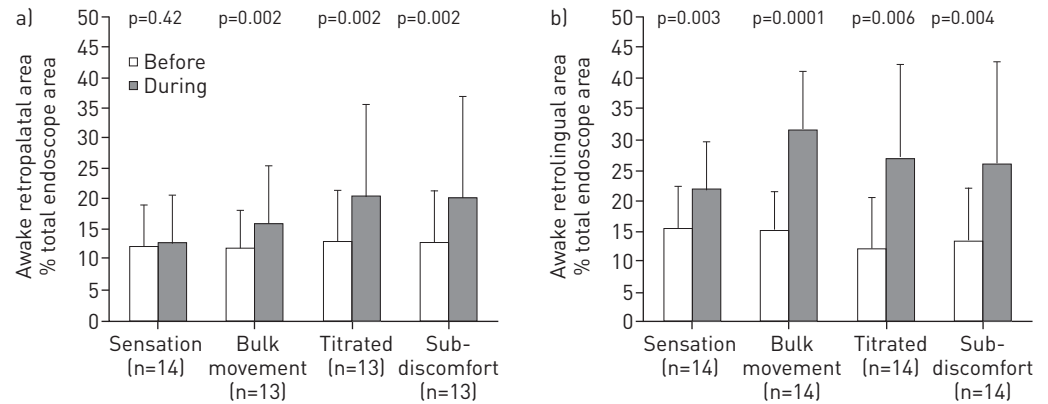 a)
Awake retropalatal area
% total endoscope area
50
45
40
35
30
25
20
15
10
5
0
p=0.42 p=0.002 p=0.002 p=0.002
Before
During
Sensation
(n=14)
Bulk
movement
(n=13)
Titrated
(n=13)
Sub-
discomfort
(n=13)
b)
Awake retrolingual area
% total endoscope area
50
45
40
35
30
25
20
15
10
5
0
p=0.003 p=0.0001 p=0.006 p=0.004
Sensation
(n=14)
Bulk
movement
(n=14)
Titrated
(n=14)
Sub-
discomfort
(n=14)